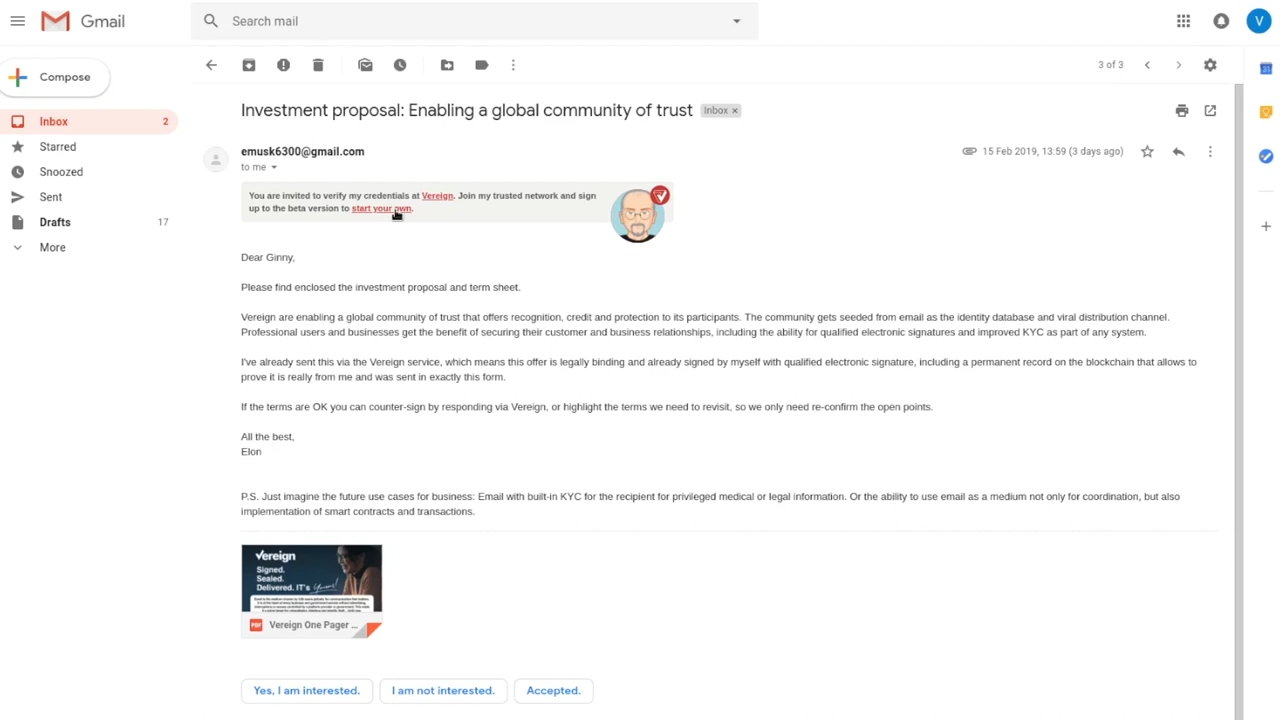 Gmail
Search mail
V
Compose
3 of 3
Inbox 2
Starred
Snoozed
Sent
Drafts 17
More
Investment proposal: Enabling a global community of trust Inbox x
emusk6300@gmail.com
15 Feb 2019, 13:59 (3 days ago)
to me
You are invited to verify my credentials at Vereign. Join my trusted network and sign
up to the beta version to start your own.
Dear Ginny,
Please find enclosed the investment proposal and term sheet.
Vereign are enabling a global community of trust that offers recognition, credit and protection to its participants. The community gets seeded from email as the identity database and viral distribution channel.
Professional users and businesses get the benefit of securing their customer and business relationships, including the ability for qualified electronic signatures and improved KYC as part of any system.
I've already sent this via the Vereign service, which means this offer is legally binding and already signed by myself with qualified electronic signature, including a permanent record on the blockchain that allows to
prove it is really from me and was sent in exactly this form.
If the terms are OK you can counter-sign by responding via Vereign, or highlight the terms we need to revisit, so we only need re-confirm the open points.
All the best,
Elon
P.S. Just imagine the future use cases for business: Email with built-in KYC for the recipient for privileged medical or legal information. Or the ability to use email as a medium not only for coordination, but also
implementation of smart contracts and transactions.
Vereign
Signed.
Sealed.
Delivered. IT's Yours!
PDF Vereign One Pager ...
Yes, I am interested.
I am not interested.
Accepted.